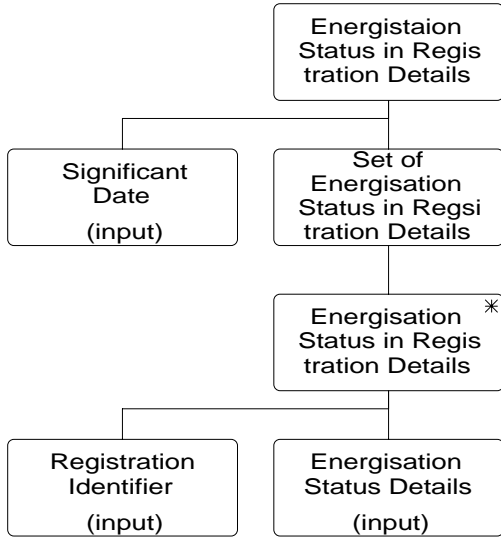 Energistaion
Status in Regis
tration Details
Significant
Date
(input)
Set of
Energisation
Status in Regsi
tration Details
Energisation
Status in Regis
tration Details
Registration
Identifier
(input)
Energisation
Status Details
(input)